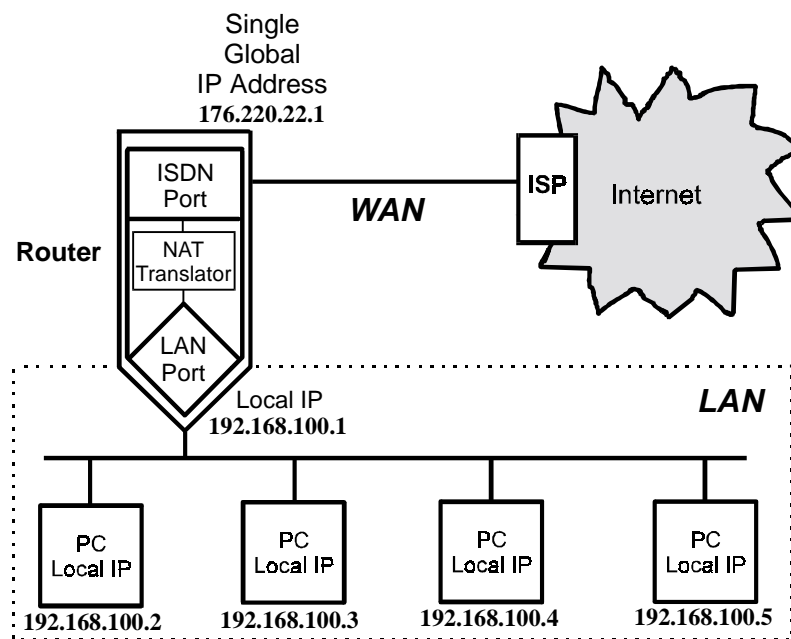 Single
Global
IP Address
176.220.22.1
ISDN
Port
WAN
ISP
Internet
Router
NAT
Translator
LAN
Port
Local IP
192.168.100.1
LAN
PC
Local IP
192.168.100.2
PC
Local IP
192.168.100.3
PC
Local IP
192.168.100.4
PC
Local IP
192.168.100.5